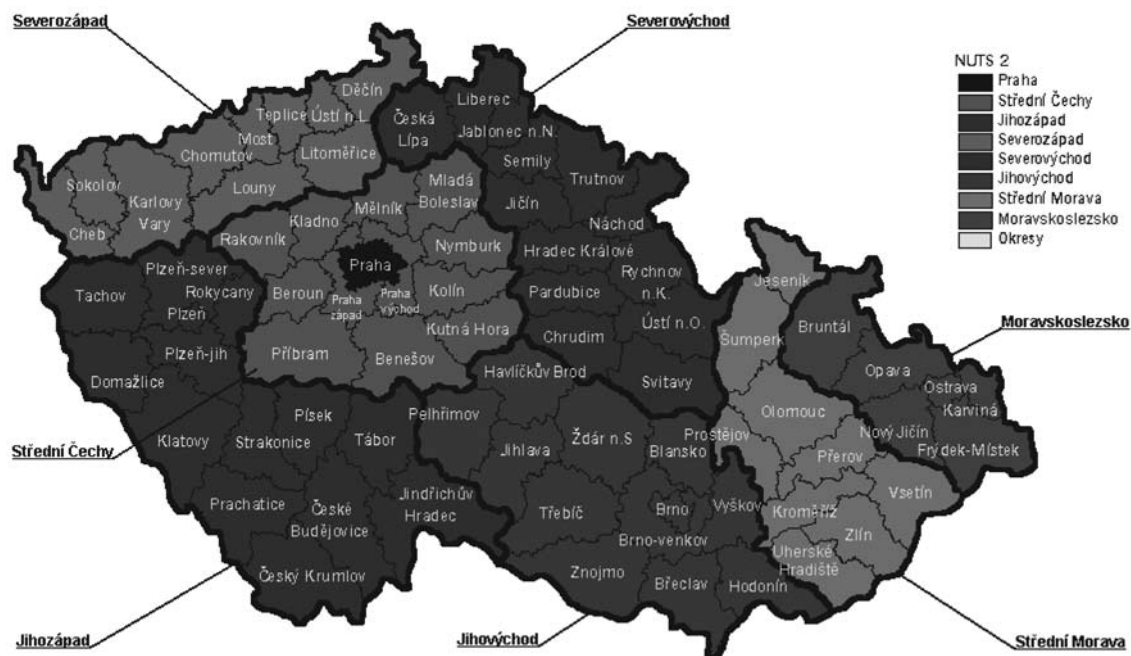 Severozápad
Severovýchod
NUTS 2
Praha
Střední Čechy
Jihozápad
Severozápad
Severovýchod
Jihovýchod
Střední Morava
Moravskoslezsko
Okresy
Děčín
Teplice
Ústí n.L.
Most
Chomutov
Litoměřice
Louny
Sokolov
Karlovy
Vary
Cheb
Česká
Lípa
Liberec
Jablonec n.N.
Semily
Trutnov
Jičín
Náchod
Hradec Králové
Rychnov
n.K.
Pardubice
Ústí n.O.
Chrudim
Svitavy
Mladá
Boleslav
Mělník
Kladno
Rakovník
Nymburk
Praha
Beroun
Praha
západ
Praha
východ
Kolín
Kutná Hora
Příbram
Benešov
Plzeň-sever
Tachov
Rokycany
Plzeň
Plzeň-jih
Domažlice
Klatovy
Písek
Strakonice
Tábor
Prachatice
České
Budějovice
Jindřichův
Hradec
Český Krumlov
Havlíčkův Brod
Pelhřimov
Jihlava
Ždár n.S
Blansko
Třebíč
Brno
Vyškov
Brno-venkov
Znojmo
Břeclav
Hodonín
Jeseník
Šumperk
Olomouc
Prostějov
Přerov
Kroměříž
Vsetín
Zlín
Uherské
Hradiště
Bruntál
Opava
Ostrava
Karviná
Nový Jičín
Frýdek-Místek
Moravskoslezsko
Střední Čechy
Jihozápad
Jihovýchod
Střední Morava